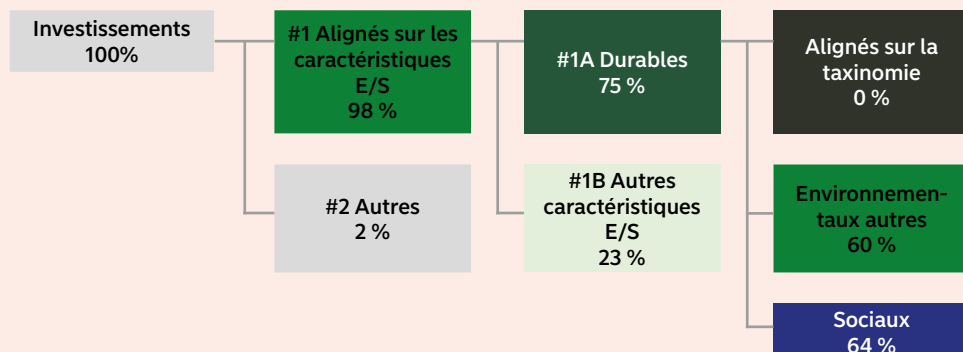 Investissements
100%
#1 Alignés sur les
caractéristiques
E/S
98 %
#1A Durables
75 %
Alignés sur la
taxinomie
0 %
#2 Autres
2 %
#1B Autres
caractéristiques
E/S
23 %
Environnemen-
taux autres
60 %
Sociaux
64 %